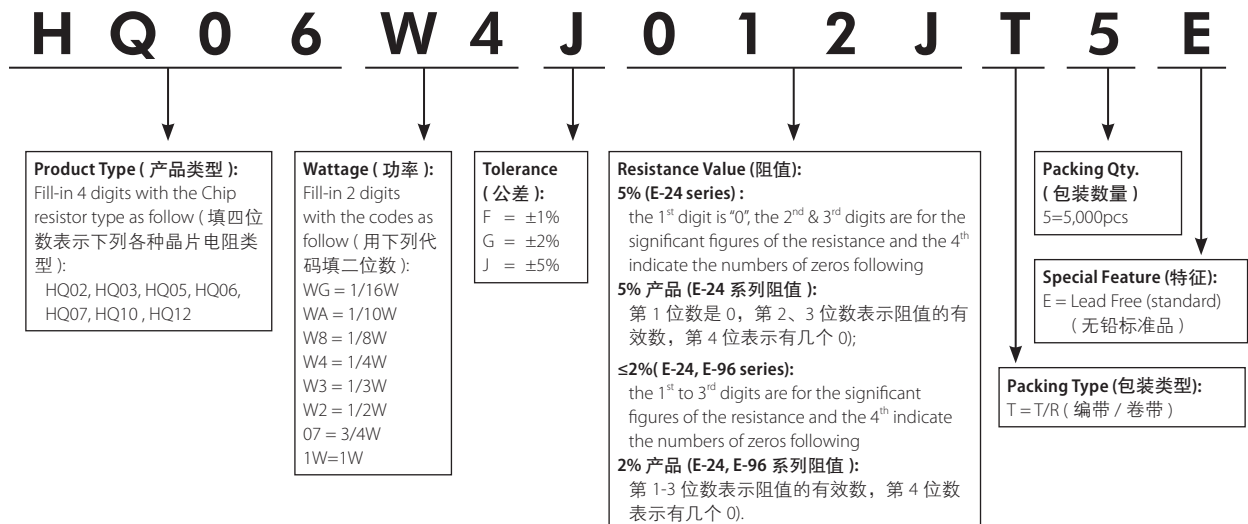 H Q 0 6 W 4 J 0 1 2 J T 5 E
Product Type ( 产品类型 ):
Fill-in 4 digits with the Chip
resistor type as follow ( 填四位
数表示下列各种晶片电阻类
型 ):
HQ02, HQ03, HQ05, HQ06,
HQ07, HQ10 , HQ12
Wattage ( 功率 ):
Fill-in 2 digits
with the codes as
follow ( 用下列代
码填二位数 ):
WG = 1/16W
WA = 1/10W
W8 = 1/8W
W4 = 1/4W
W3 = 1/3W
W2 = 1/2W
07 = 3/4W
1W=1W
Tolerance
( 公差 ):
F = ±1%
G = ±2%
J = ±5%
Resistance Value (阻值):
5% (E-24 series) :
the 1st digit is “0”, the 2nd & 3rd digits are for the
significant figures of the resistance and the 4th
indicate the numbers of zeros following
5% 产品 (E-24 系列阻值 ):
第 1 位数是 0，第 2、3 位数表示阻值的有
效数，第 4 位表示有几个 0);
≤2%( E-24, E-96 series):
the 1st to 3rd digits are for the significant
figures of the resistance and the 4th indicate
the numbers of zeros following
2% 产品 (E-24, E-96 系列阻值 ):
第 1-3 位数表示阻值的有效数，第 4 位数
表示有几个 0).
Packing Qty.
( 包装数量 )
5=5,000pcs
Special Feature (特征):
E = Lead Free (standard)
( 无铅标准品 )
Packing Type (包装类型):
T = T/R ( 编带 / 卷带 )